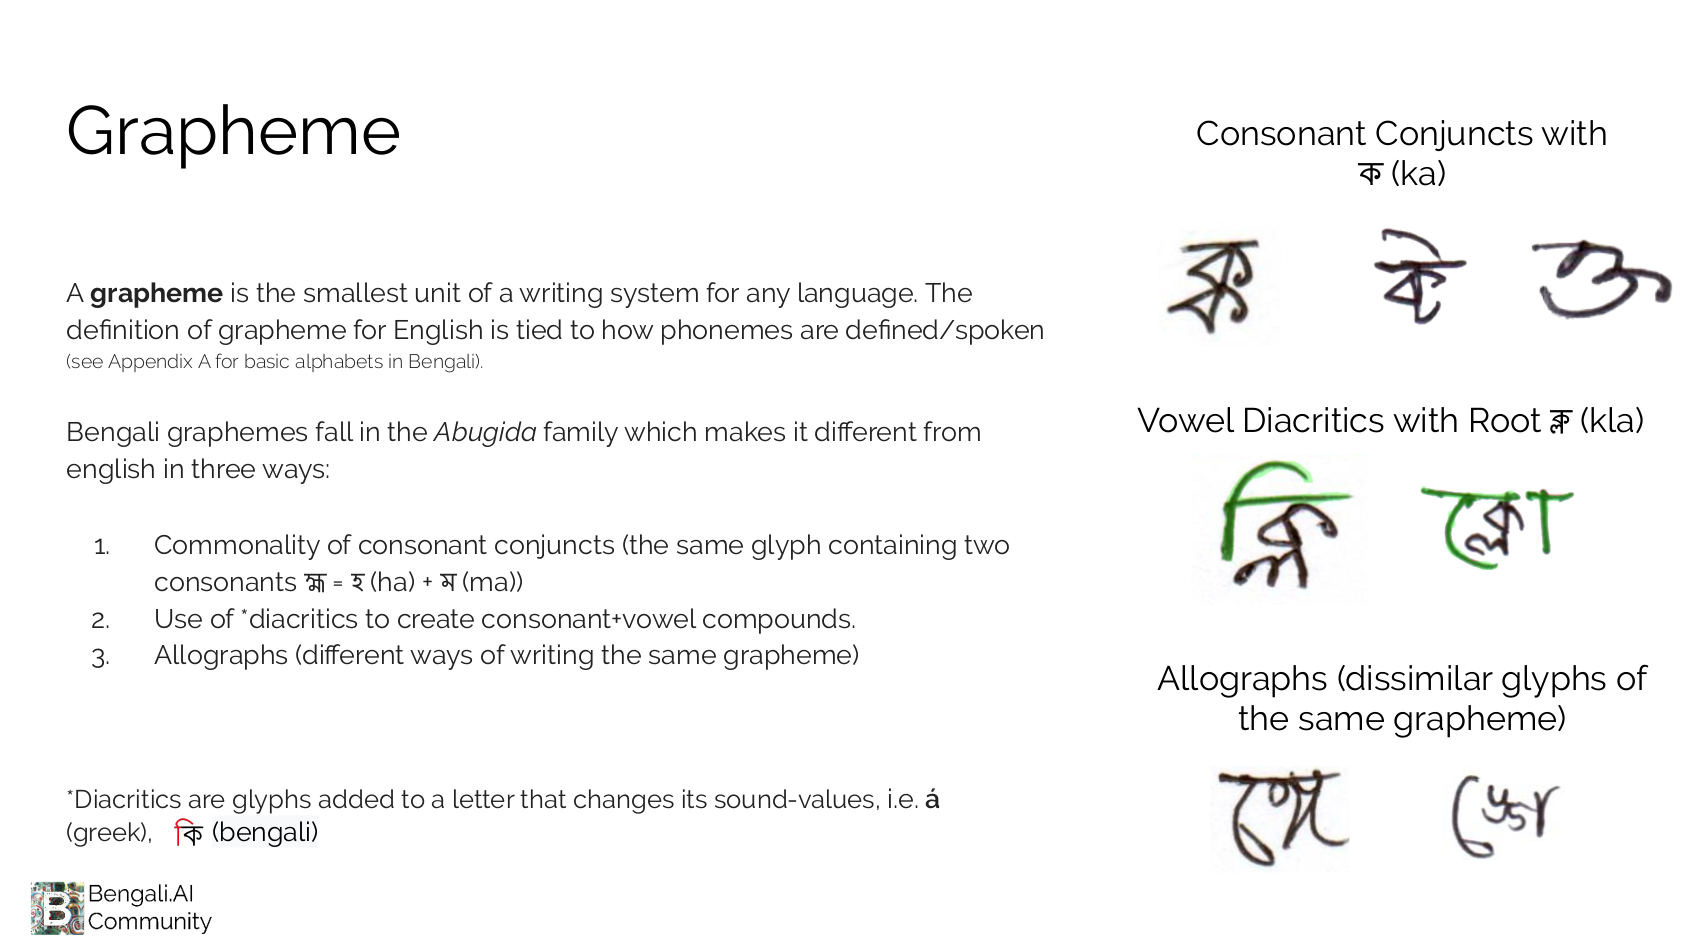 Grapheme
A grapheme is the smallest unit of a writing system for any language. The
definition of grapheme for English is tied to how phonemes are defined/spoken
(see Appendix A for basic alphabets in Bengali).
Bengali graphemes fall in the Abugida family which makes it different from
english in three ways:
1. Commonality of consonant conjuncts (the same glyph containing two
consonants হ্ম = হ (ha) + ম (ma))
2. Use of *diacritics to create consonant+vowel compounds.
3. Allographs (different ways of writing the same grapheme)
*Diacritics are glyphs added to a letter that changes its sound-values, i.e. á
(greek), কি (bengali)
Bengali.AI
Community
Consonant Conjuncts with
ক (ka)
ক্ক র্ক ক্ত
Vowel Diacritics with Root ক্ল (kla)
ক্লি ক্লো
Allographs (dissimilar glyphs of
the same grapheme)